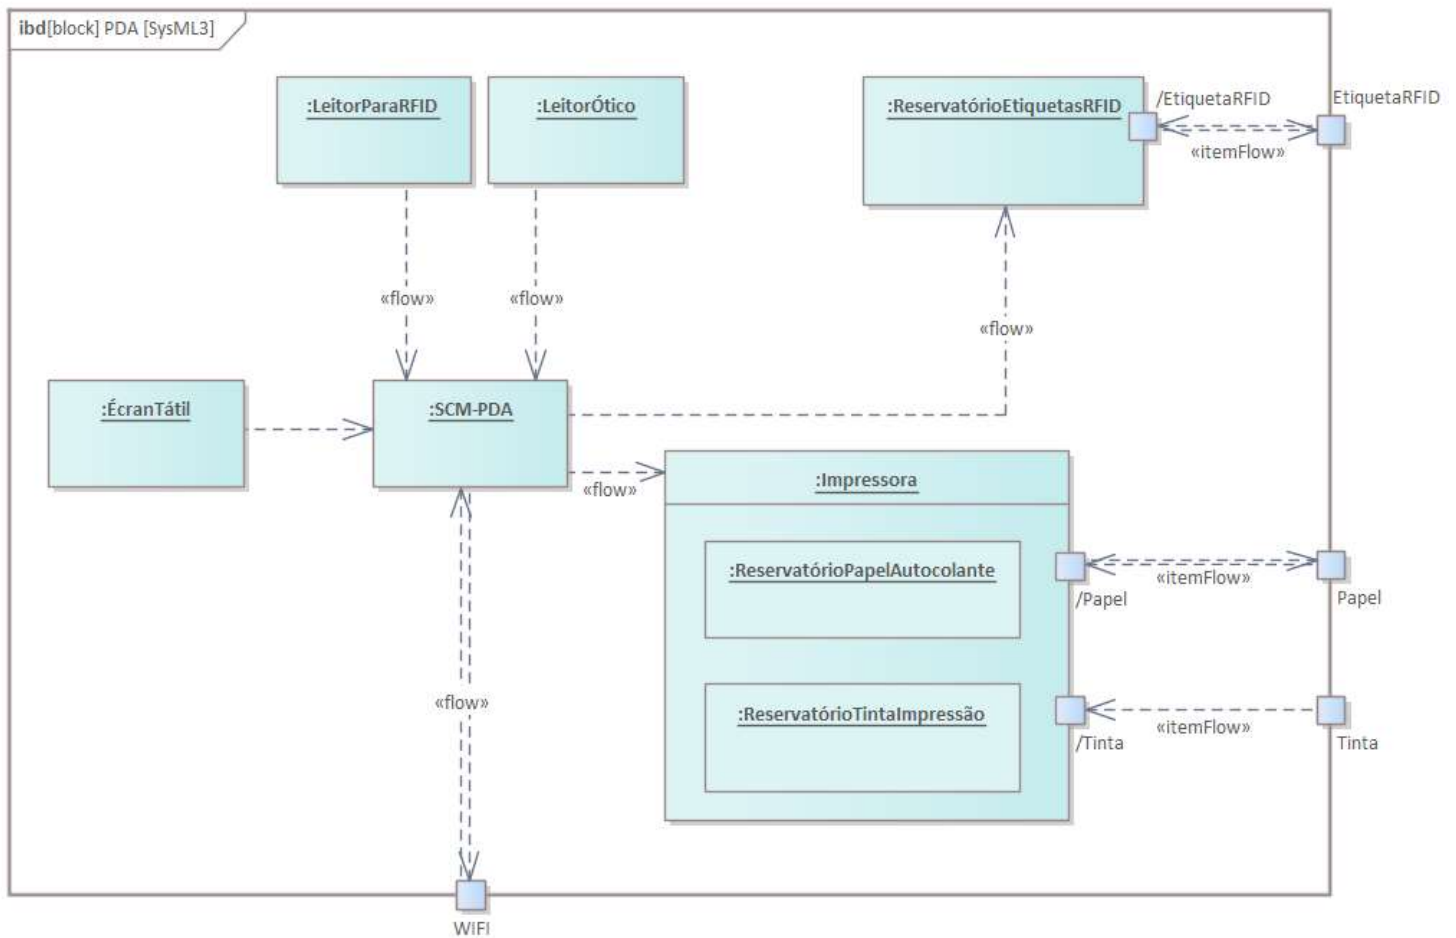 ibd[block] PDA [SysML3]
:LeitorParaRFID
:LeitorÓtico
:ReservatórioEtiquetasRFID
/EtiquetaRFID
EtiquetaRFID
«itemFlow»
«flow»
«flow»
«flow»
:ÉcranTátil
:SCM-PDA
«flow»
:Impressora
:ReservatórioPapelAutocolante
«itemFlow»
/Papel
Papel
:ReservatórioTintaImpressão
«itemFlow»
/Tinta
Tinta
«flow»
WIFI